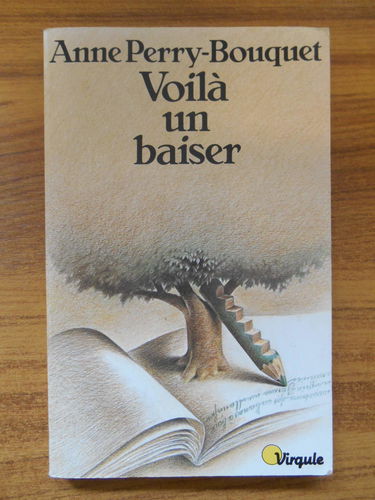 Anne Perry-Bouquet
Voilà
un
baiser
Virgule